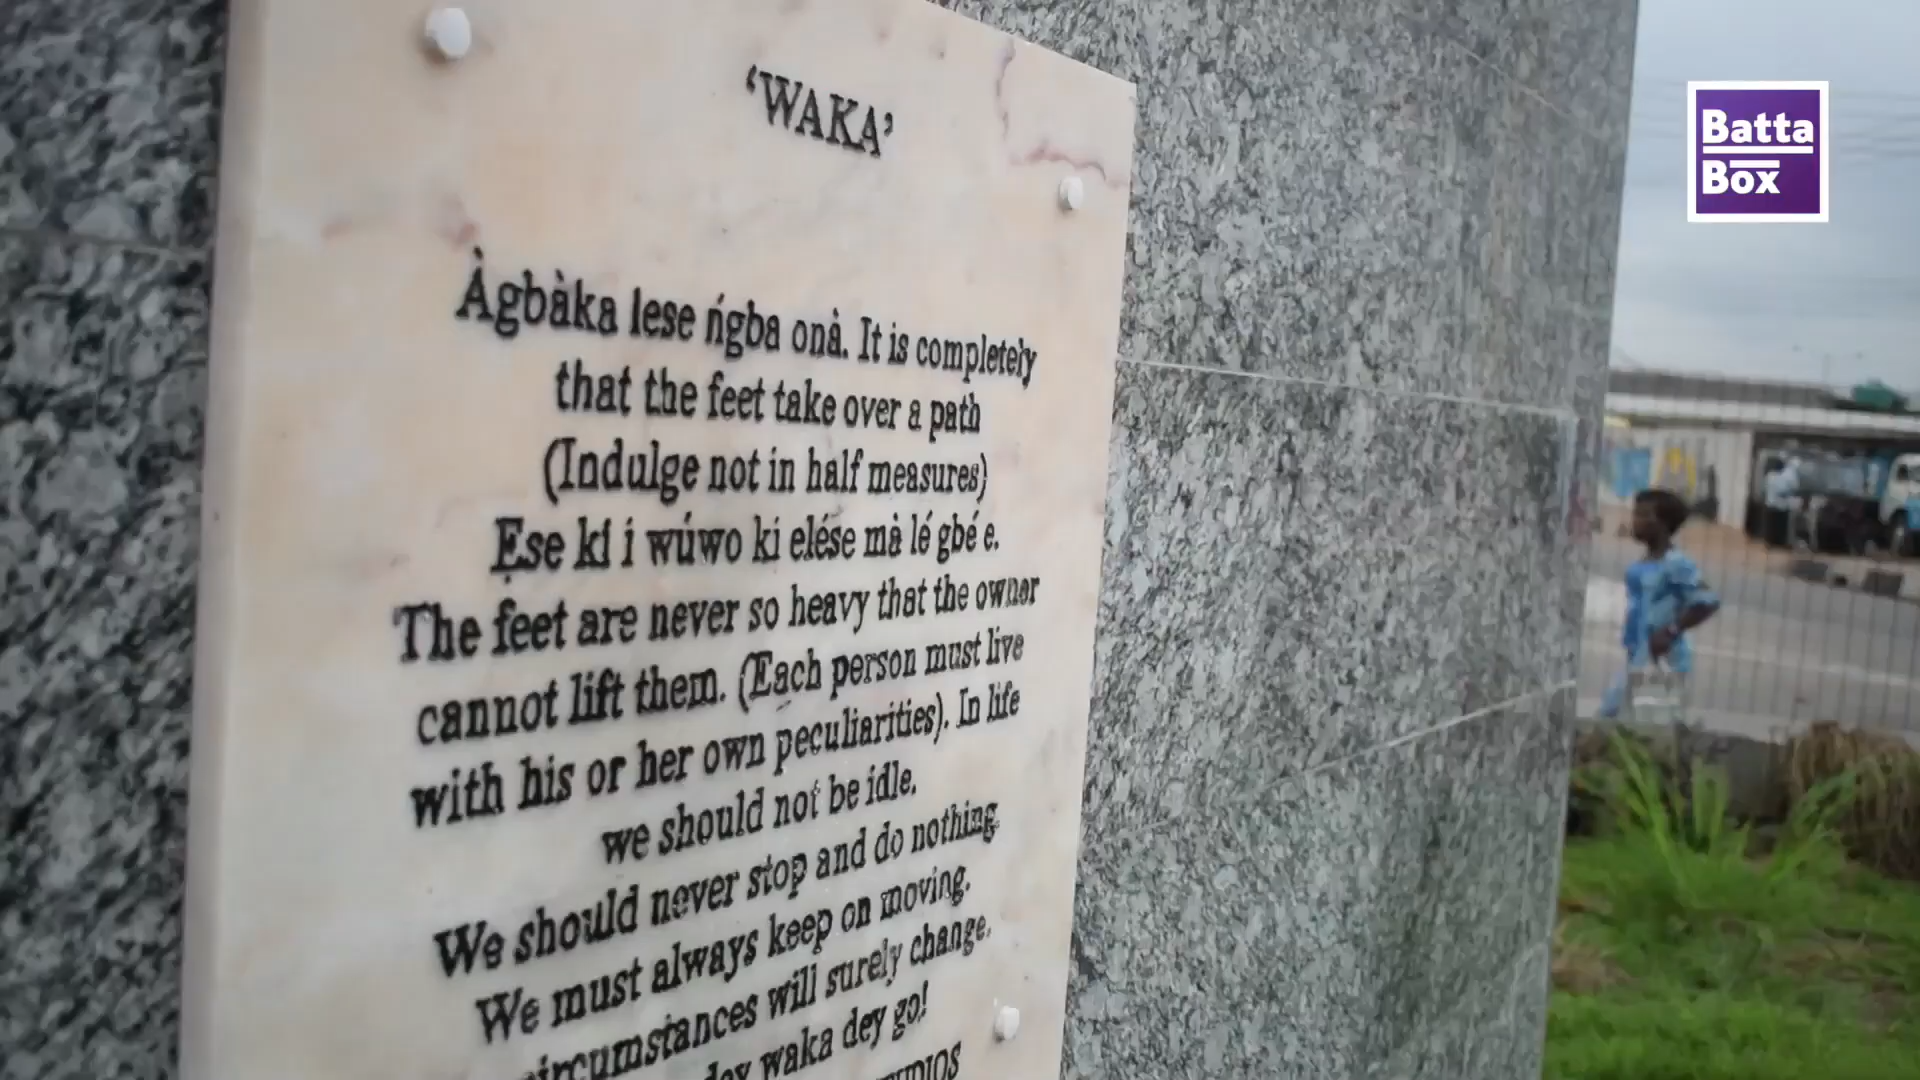 ‘WAKA’
Àgbàka lese ńgba onà. It is completely
that the feet take over a path
(Indulge not in half measures)
Ẹse kí i wúwo ki elése mà lé gbé e.
The feet are never so heavy that the owner
cannot lift them. (Each person must live
with his or her own peculiarities). In life
we should not be idle.
We should never stop and do nothing
We must always keep on moving.
circumstances will surely change.
dey waka dey go!
Batta
Box